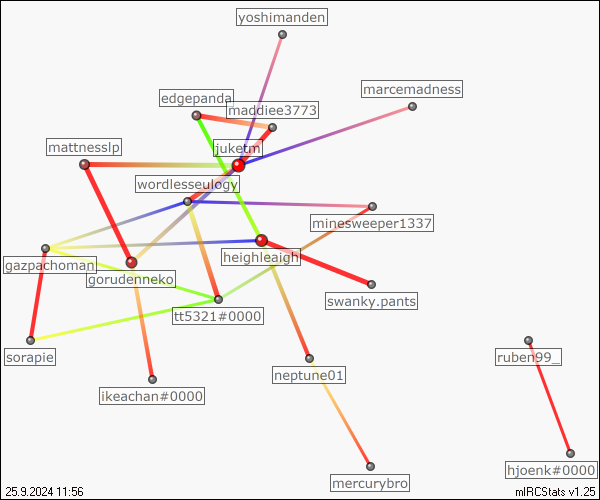 yoshimanden
marcemadness
edgepanda
maddiee3773
mattnesslp
juketm
wordlesseulogy
minesweeper1337
heighleaigh
gazpachoman
gorudenneko
swanky.pants
tt5321#0000
sorapie
ruben99_
neptune01
ikeachan#0000
hjoenk#0000
mercurybro
25.9.2024 11:56
mIRCStats v1.25